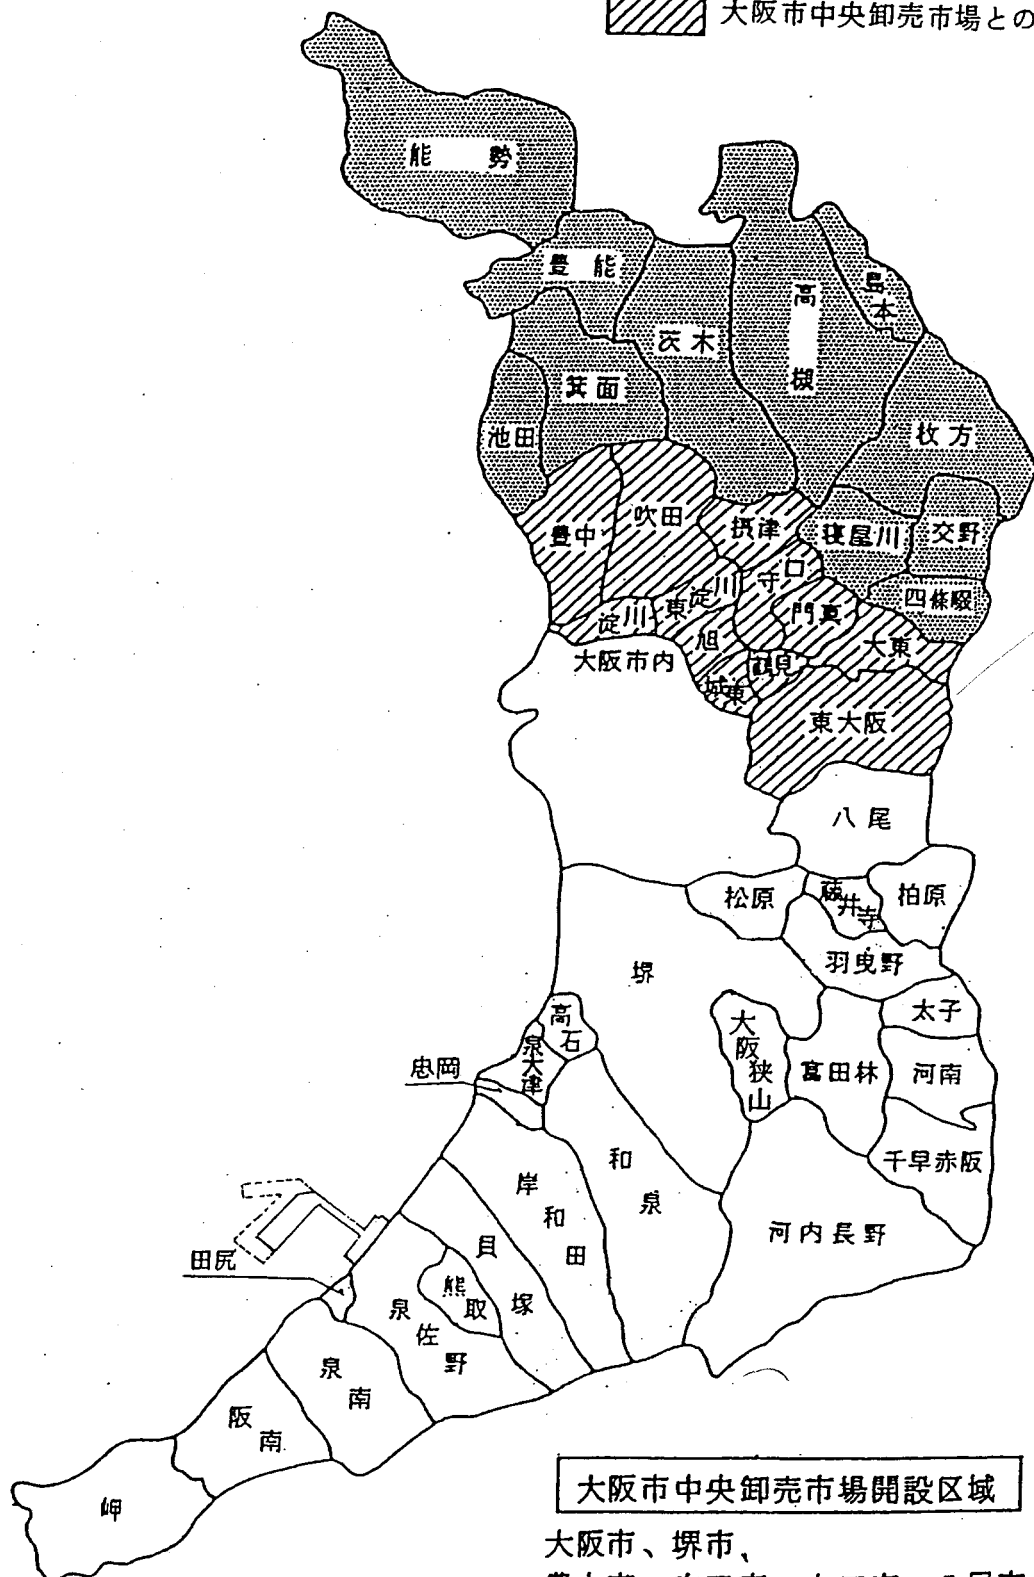 大阪市中央卸売市場との
能勢
豊能
茨木
高槻
島本
箕面
池田
枚方
豊中
吹田
摂津
寝屋川
交野
守口
四條畷
淀川
東淀川
門真
旭
大東
大阪市内
鶴見
城東
東大阪
八尾
松原
藤井寺
柏原
羽曳野
堺
太子
高石
大阪狭山
泉大津
忠岡
富田林
河南
千早赤阪
和泉
岸和田
河内長野
貝塚
田尻
熊取
泉佐野
泉南
阪南
岬
大阪市中央卸売市場開設区域
大阪市、堺市、